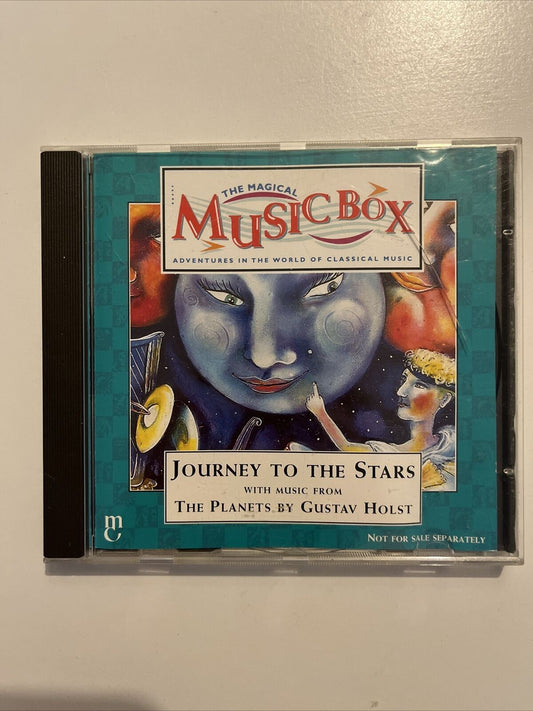 THE MAGICAL
MUSIC BOX
ADVENTURES IN THE WORLD OF CLASSICAL MUSIC
JOURNEY TO THE STARS
WITH MUSIC FROM
THE PLANETS BY GUSTAV HOLST
mc
NOT FOR SALE SEPARATELY